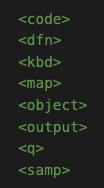 <code>
<dfn>
<kbd>
<map>
<object>
<output>
<q>
<samp>